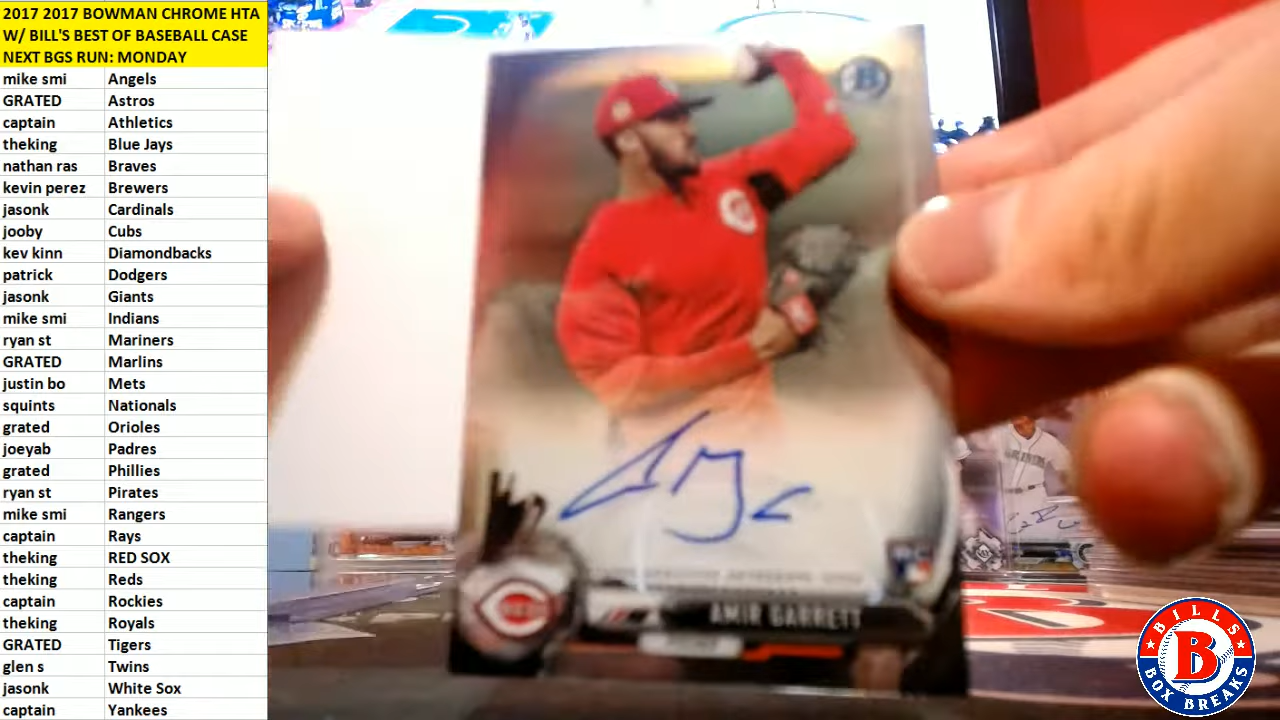 2017 2017 BOWMAN CHROME HTA
W/ BILL'S BEST OF BASEBALL CASE
NEXT BGS RUN: MONDAY
mike smi Angels
GRATED Astros
captain Athletics
theking Blue Jays
nathan ras Braves
kevin perez Brewers
jasonk Cardinals
jooby Cubs
kev kinn Diamondbacks
patrick Dodgers
jasonk Giants
mike smi Indians
ryan st Mariners
GRATED Marlins
justin bo Mets
squints Nationals
grated Orioles
joeyab Padres
grated Phillies
ryan st Pirates
mike smi Rangers
captain Rays
theking RED SOX
theking Reds
captain Rockies
theking Royals
GRATED Tigers
glen s Twins
jasonk White Sox
captain Yankees
B
REDS
AMIR GARRETT
BILLS
B
BOX BREAKS